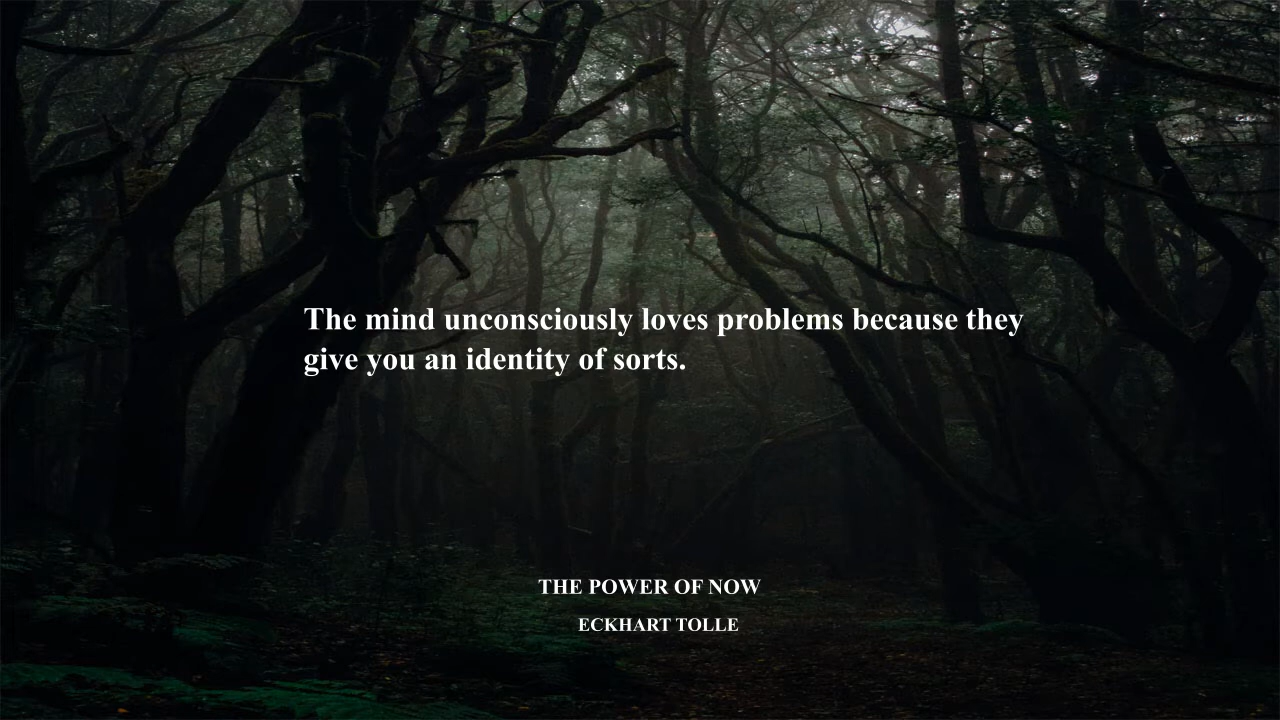 The mind unconsciously loves problems because they
give you an identity of sorts.
THE POWER OF NOW
ECKHART TOLLE